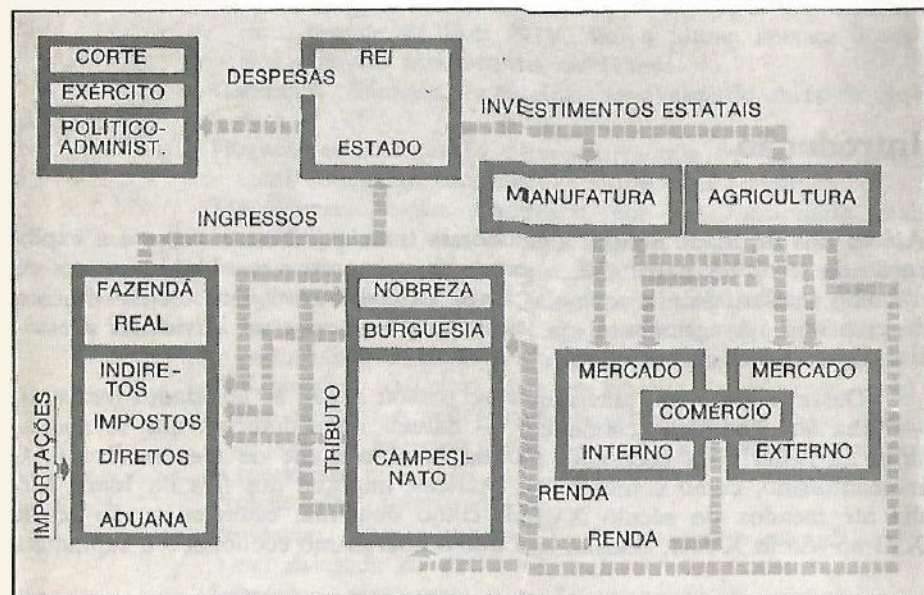 CORTE
EXÉRCITO
POLÍTICO-
ADMINIST.
DESPESAS
REI
ESTADO
INVESTIMENTOS ESTATAIS
MANUFATURA
AGRICULTURA
INGRESSOS
FAZENDÁ
REAL
INDIRE-
TOS
IMPOSTOS
DIRETOS
ADUANA
IMPORTAÇÕES
TRIBUTO
NOBREZA
BURGUESIA
CAMPESI-
NATO
MERCADO
MERCADO
COMÉRCIO
INTERNO
EXTERNO
RENDA
RENDA